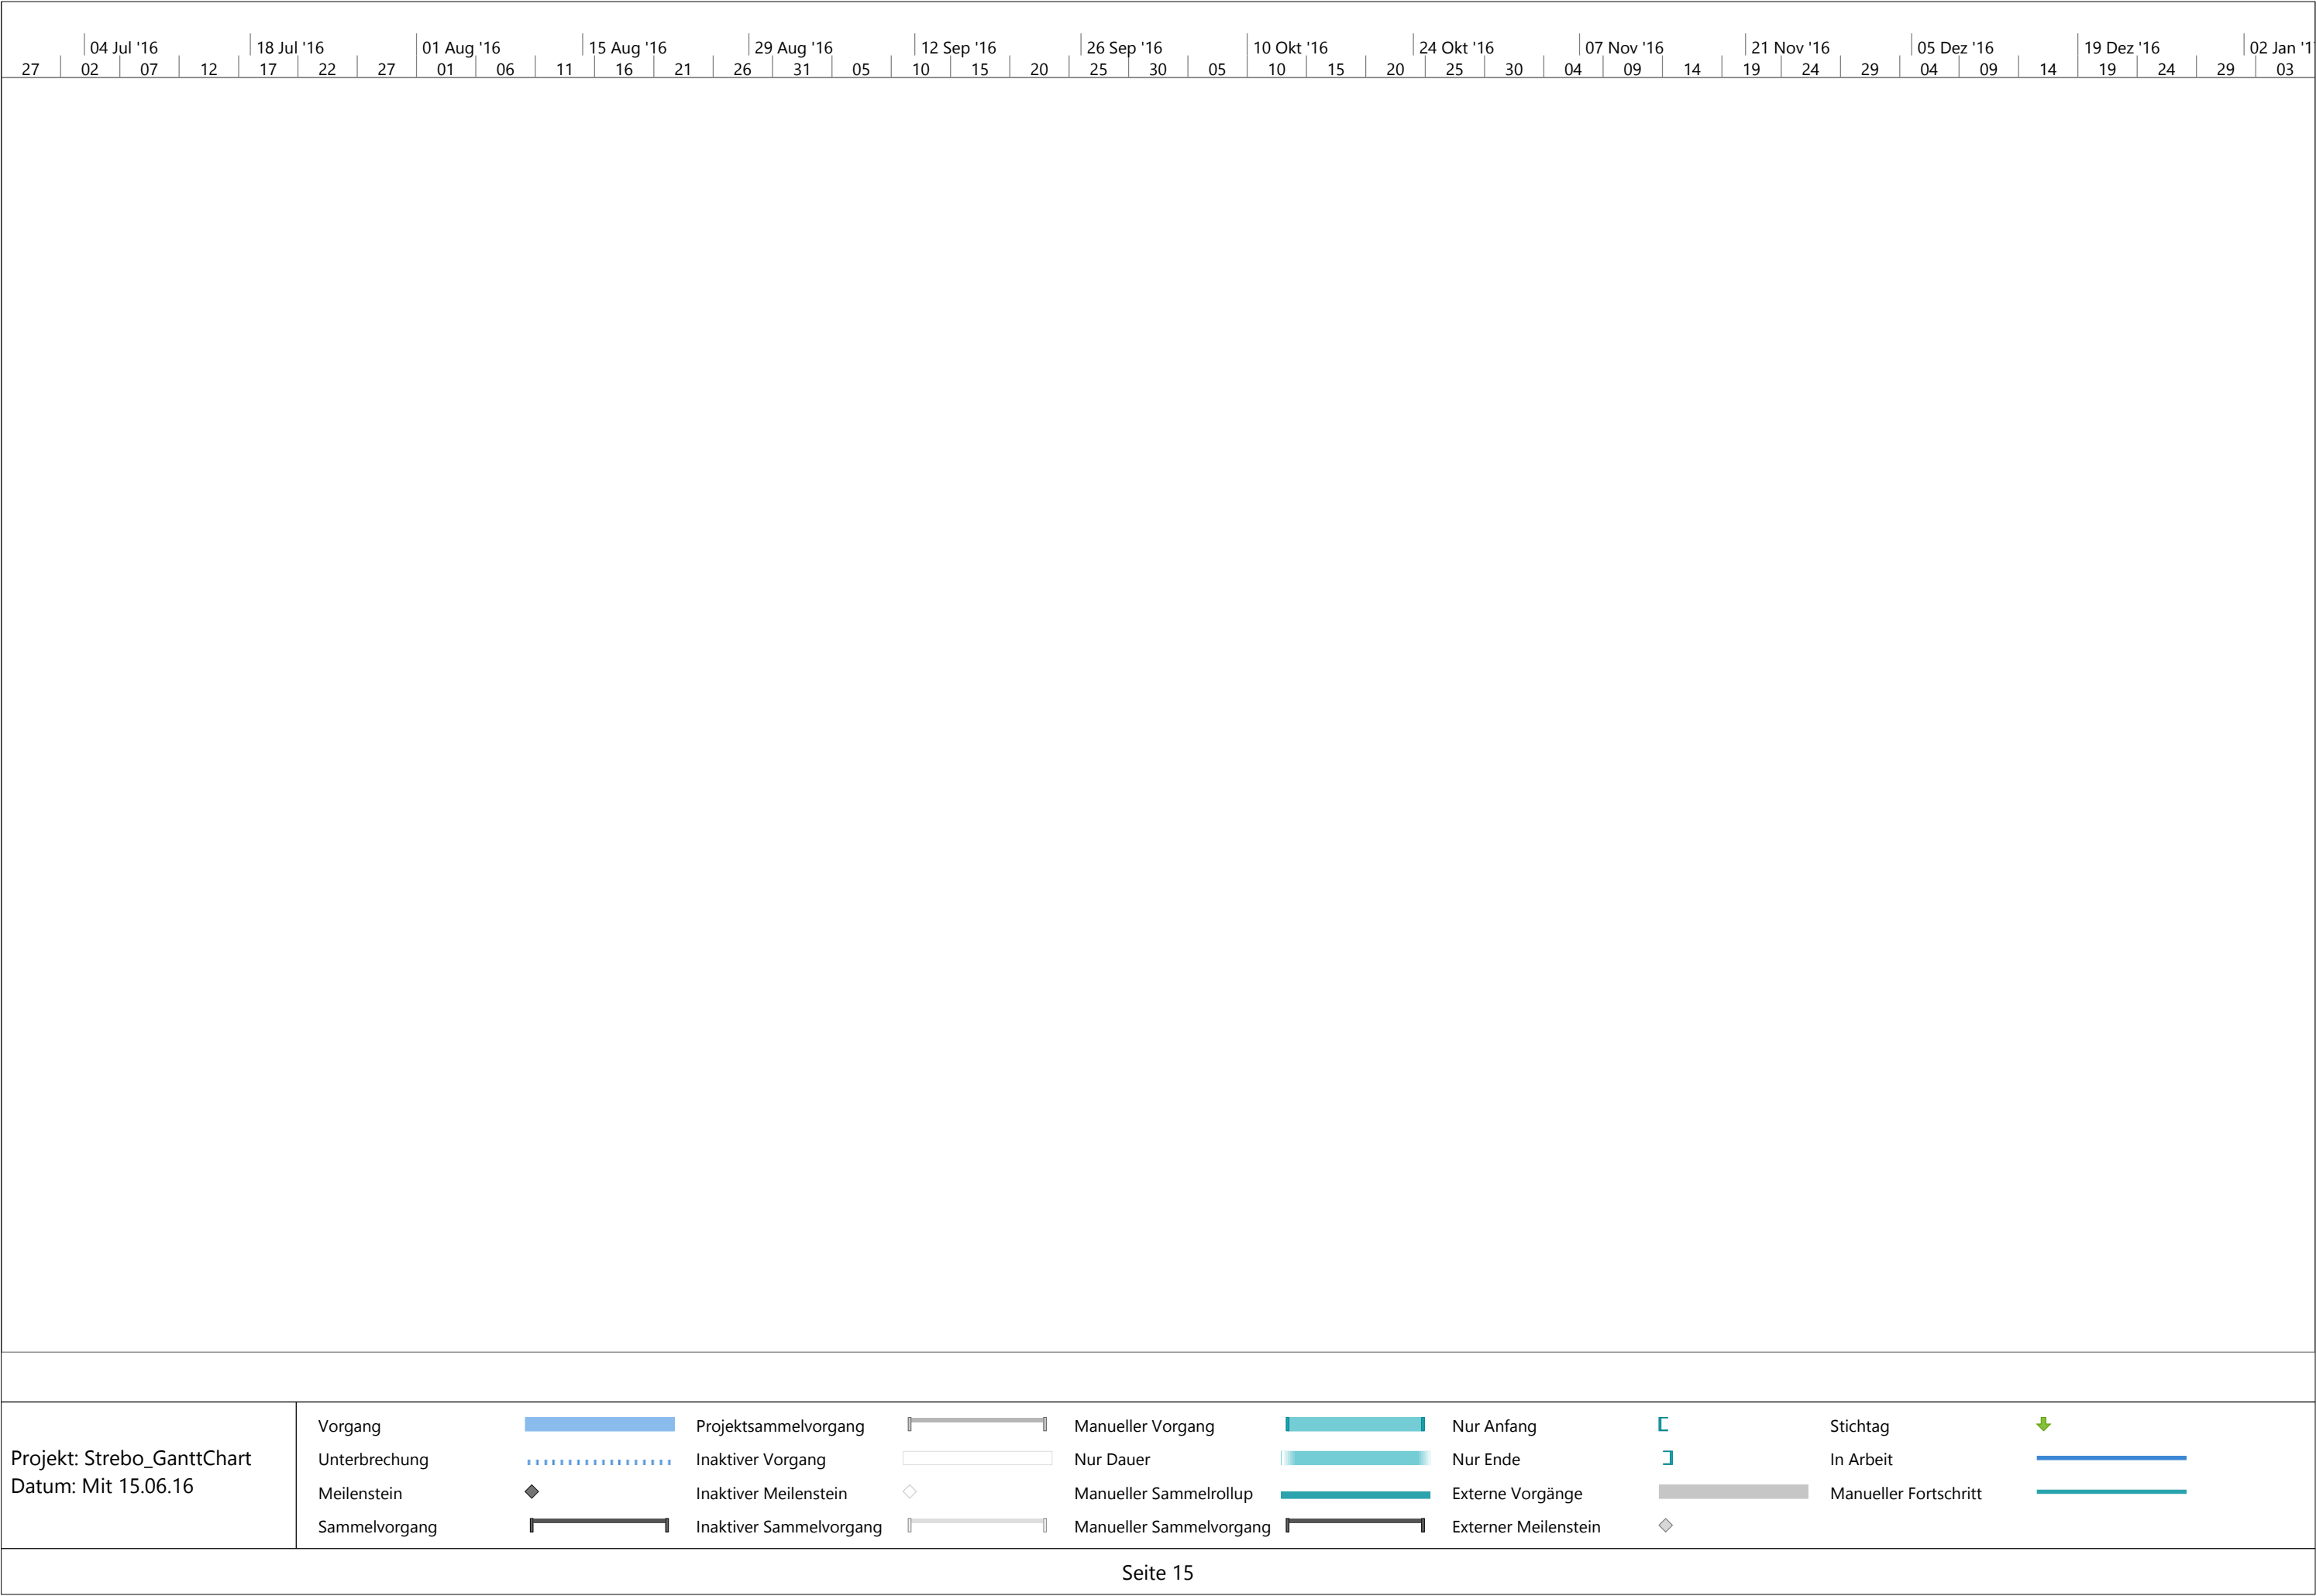 04 Jul '16 18 Jul '16 01 Aug '16 15 Aug '16 29 Aug '16 12 Sep '16 26 Sep '16 10 Okt '16 24 Okt '16 07 Nov '16 21 Nov '16 05 Dez '16 19 Dez '16 02 Jan '1
27 02 07 12 17 22 27 01 06 11 16 21 26 31 05 10 15 20 25 30 05 10 15 20 25 30 04 09 14 19 24 29 04 09 14 19 24 29 03
Projekt: Strebo_GanttChart
Datum: Mit 15.06.16
Vorgang
Unterbrechung
Meilenstein
Sammelvorgang
Projektsammelvorgang
Inaktiver Vorgang
Inaktiver Meilenstein
Inaktiver Sammelvorgang
Manueller Vorgang
Nur Dauer
Manueller Sammelrollup
Manueller Sammelvorgang
Nur Anfang
Nur Ende
Externe Vorgänge
Externer Meilenstein
Stichtag
In Arbeit
Manueller Fortschritt
Seite 15